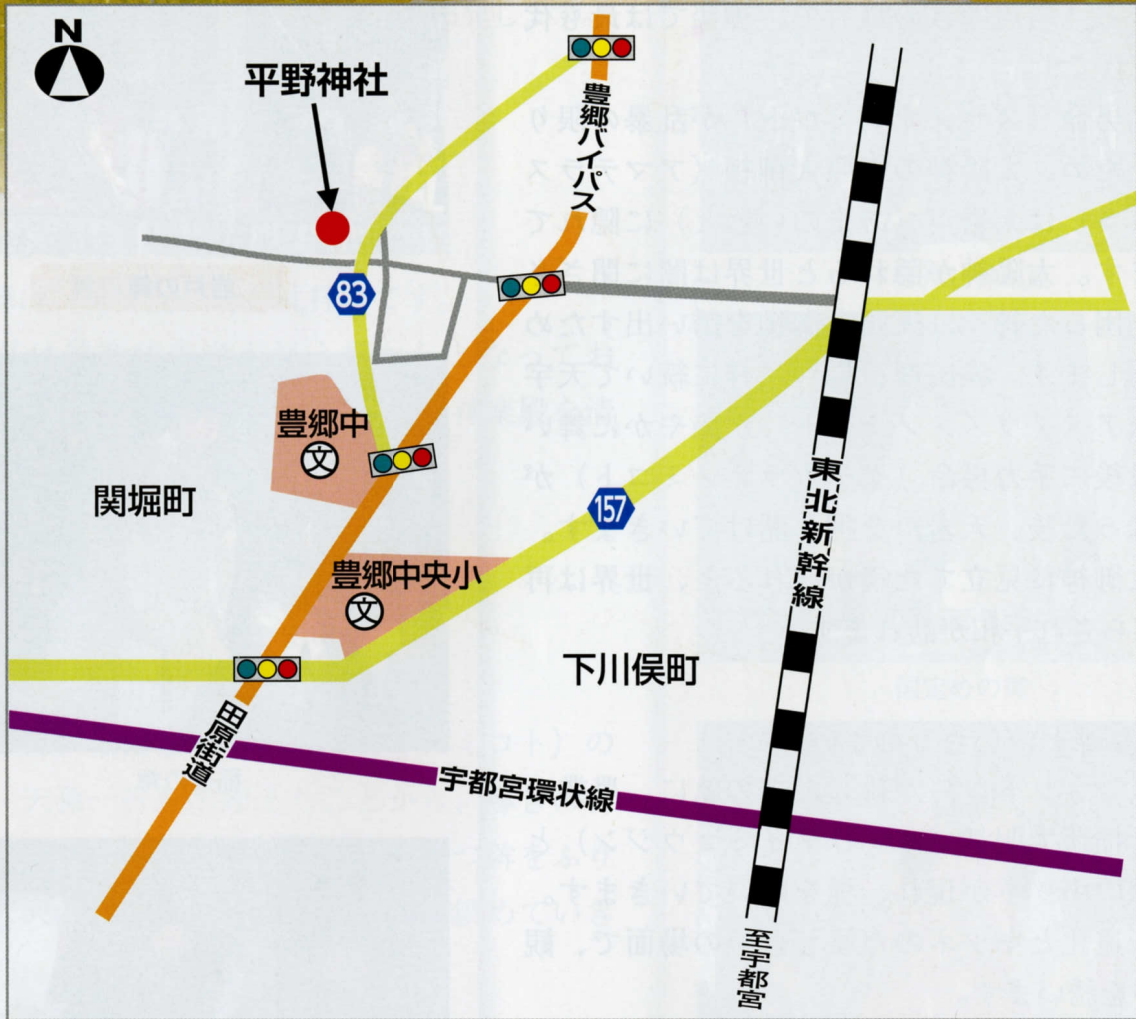 N
平野神社
豊郷バイパス
83
豊郷中
文
関堀町
157
東北新幹線
豊郷中央小
文
下川俣町
田原街道
宇都宮環状線
至宇都宮